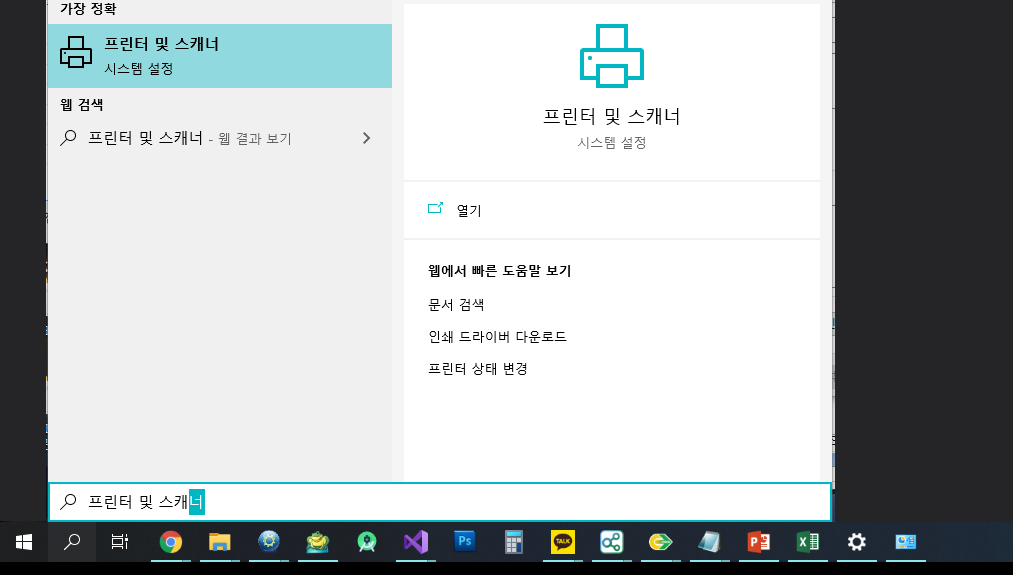 가장 정확
프린터 및 스캐너
시스템 설정
웹 검색
프린터 및 스캐너 - 웹 결과 보기
프린터 및 스캐너
시스템 설정
열기
웹에서 빠른 도움말 보기
문서 검색
인쇄 드라이버 다운로드
프린터 상태 변경
프린터 및 스캐너
Ps
TALK
P
X